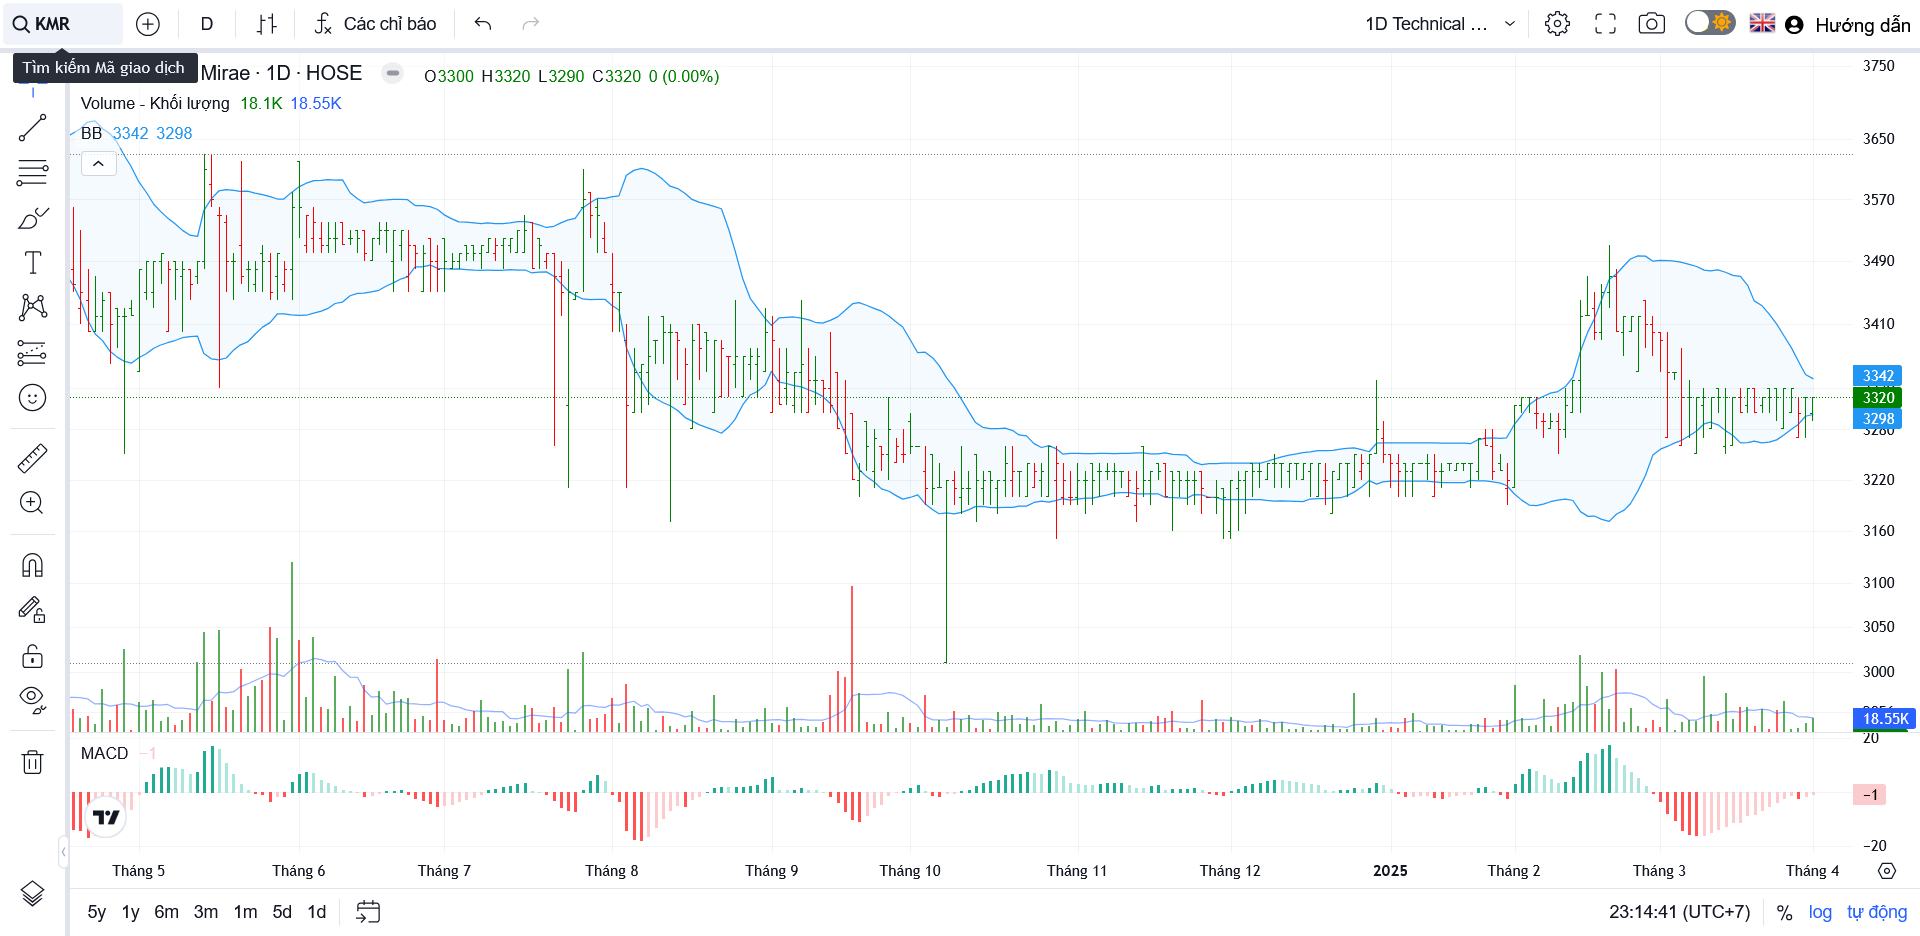 KMR
D
Các chỉ báo
1D Technical ...
Hướng dẫn
Tìm kiếm Mã giao dịch
Mirae · 1D · HOSE
O3300 H3320 L3290 C3320 0 (0.00%)
Volume - Khối lượng 18.1K 18.55K
BB 3342 3298
3750
3650
3570
3490
3410
3342
3320
3298
3280
3220
3160
3100
3050
3000
18.55K
20
MACD −1
−1
−20
Tháng 5 Tháng 6 Tháng 7 Tháng 8 Tháng 9 Tháng 10 Tháng 11 Tháng 12 2025 Tháng 2 Tháng 3 Tháng 4
5y 1y 6m 3m 1m 5d 1d
23:14:41 (UTC+7) % log tự động